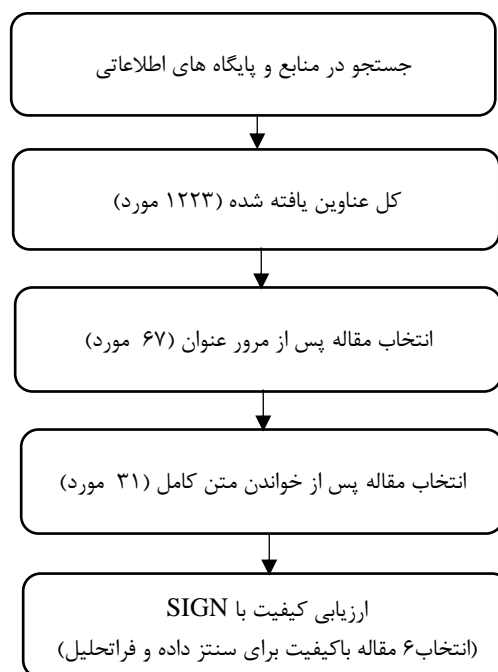 جستجو در منابع و پایگاه های اطلاعاتی
کل عناوین یافته شده (۱۲۲۳ مورد)
انتخاب مقاله پس از مرور عنوان (۶۷ مورد)
انتخاب مقاله پس از خواندن متن کامل (۳۱ مورد)
ارزیابی کیفیت با SIGN
(انتخاب۶ مقاله باکیفیت برای سنتز داده و فراتحلیل)